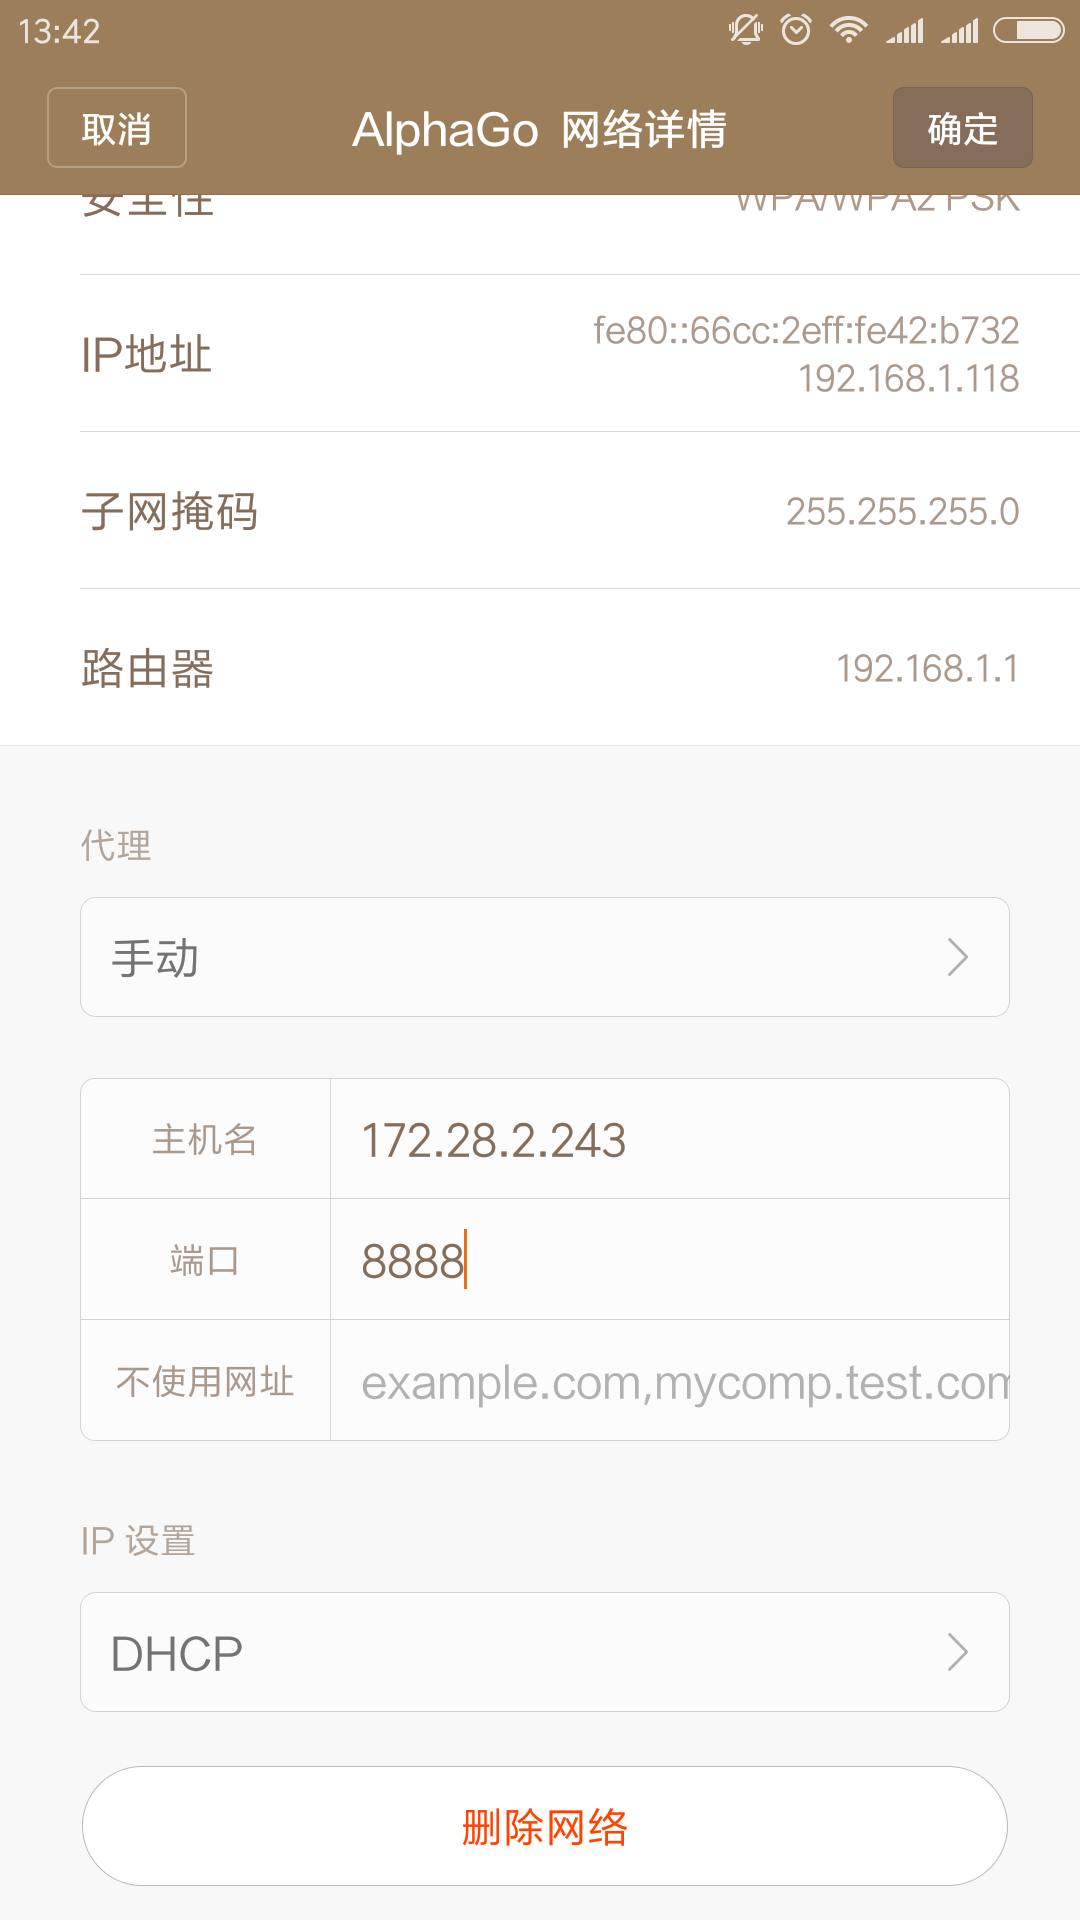 13:42
取消
AlphaGo 网络详情
确定
安全性
WPA/WPA2 PSK
IP地址
fe80::66cc:2eff:fe42:b732
192.168.1.118
子网掩码
255.255.255.0
路由器
192.168.1.1
代理
手动
主机名
172.28.2.243
端口
8888
不使用网址
example.com,mycomp.test.com
IP 设置
DHCP
删除网络